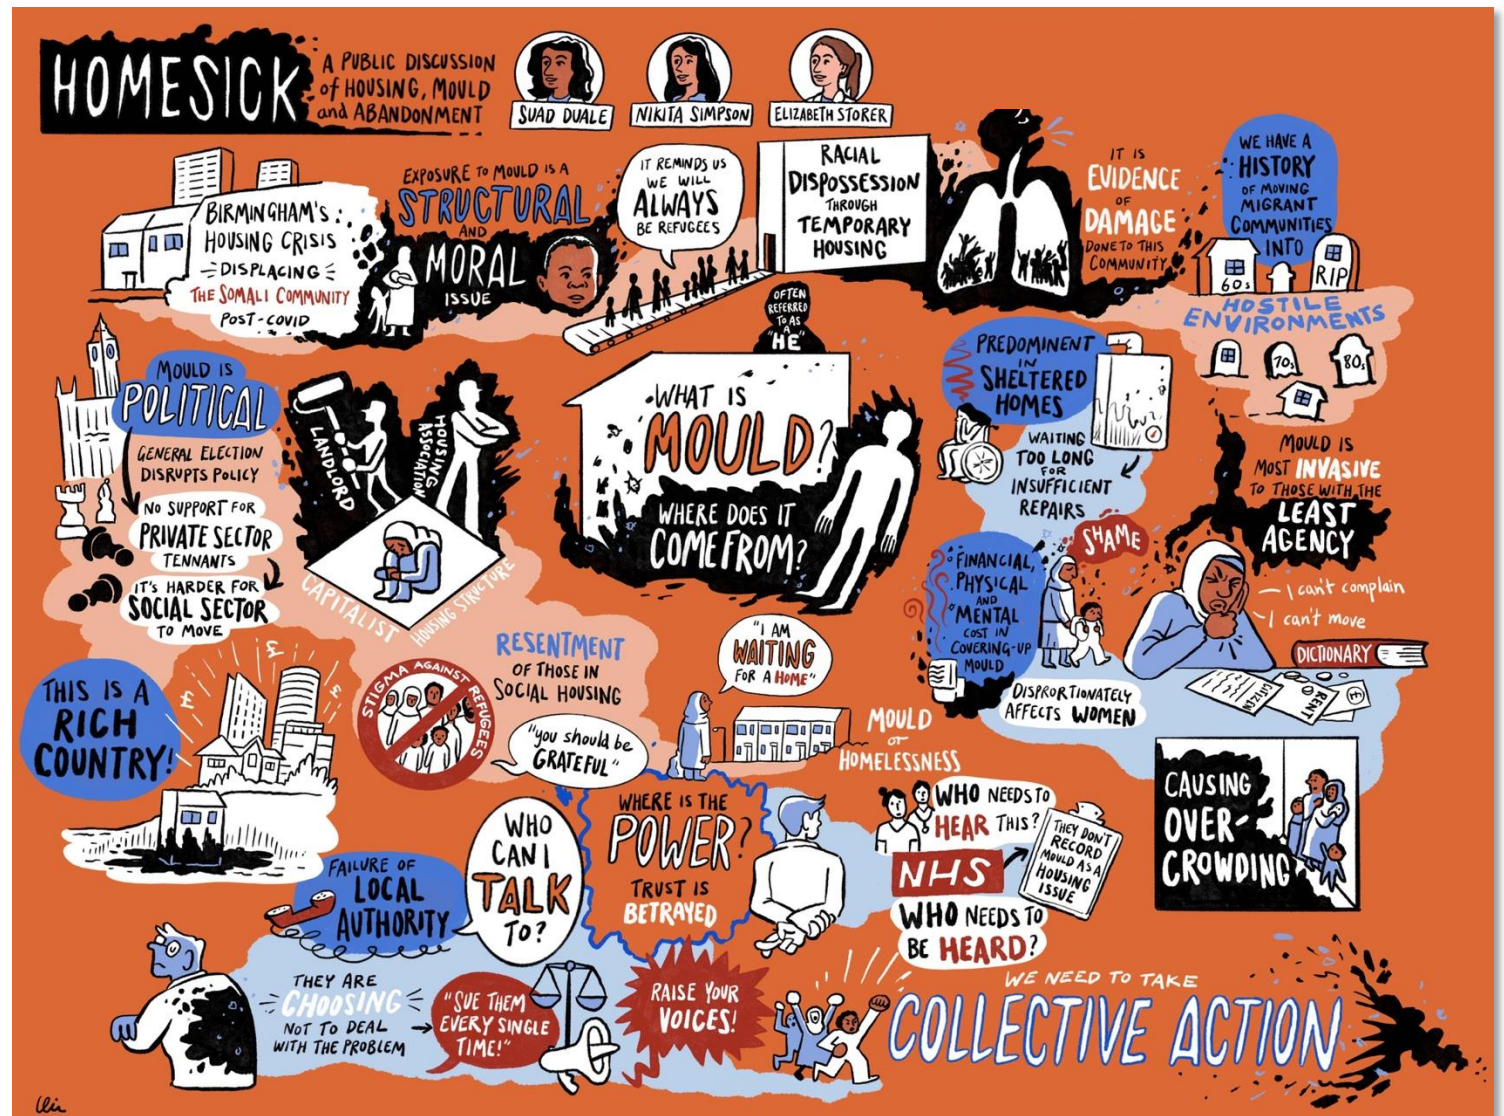 HOMESICK
A PUBLIC DISCUSSION
of HOUSING, MOULD
and ABANDONMENT
SUAD DUALE
NIKITA SIMPSON
ELIZABETH STORER
BIRMINGHAM'S
HOUSING CRISIS
DISPLACING
THE SOMALI COMMUNITY
POST-COVID
EXPOSURE TO MOULD IS A
STRUCTURAL
AND
MORAL
ISSUE
IT REMINDS US
WE WILL
ALWAYS
BE REFUGEES
RACIAL
DISPOSSESSION
THROUGH
TEMPORARY
HOUSING
IT IS
EVIDENCE
OF
DAMAGE
DONE TO THIS
COMMUNITY
WE HAVE A
HISTORY
OF MOVING
MIGRANT
COMMUNITIES
INTO
60s
RIP
HOSTILE
ENVIRONMENTS
70s
80s
MOULD IS
POLITICAL
GENERAL ELECTION
DISRUPTS POLICY
NO SUPPORT FOR
PRIVATE SECTOR
TENNANTS
IT'S HARDER FOR
SOCIAL SECTOR
TO MOVE
LANDLORD
HOUSING
ASSOCIATION
CAPITALIST
HOUSING STRUCTURE
OFTEN
REFERRED
TO AS
A
"HE"
WHAT IS
MOULD?
WHERE DOES IT
COME FROM?
PREDOMINENT
IN
SHELTERED
HOMES
WAITING
TOO LONG
FOR
INSUFFICIENT
REPAIRS
MOULD IS
MOST INVASIVE
TO THOSE WITH THE
LEAST
AGENCY
FINANCIAL,
PHYSICAL
AND
MENTAL
COST IN
COVERING-UP
MOULD
SHAME
DISPRORTIONATELY
AFFECTS WOMEN
- I can't complain
- I can't move
DICTIONARY
CITIZEN
RENT
£
CAUSING
OVER-
CROWDING
THIS IS A
RICH
COUNTRY!
£
£
£
STIGMA AGAINST REFUGEES
RESENTMENT
OF THOSE IN
SOCIAL HOUSING
"you should be
GRATEFUL"
"I AM
WAITING
FOR A HOME"
MOULD
or
HOMELESSNESS
FAILURE OF
LOCAL
AUTHORITY
WHO
CAN I
TALK
TO?
WHERE IS THE
POWER?
TRUST IS
BETRAYED
WHO NEEDS TO
HEAR THIS?
NHS
THEY DON'T
RECORD
MOULD AS A
HOUSING
ISSUE
WHO NEEDS TO
BE HEARD?
THEY ARE
CHOOSING
NOT TO DEAL
WITH THE PROBLEM
"SUE THEM
EVERY SINGLE
TIME!"
RAISE YOUR
VOICES!
WE NEED TO TAKE
COLLECTIVE ACTION